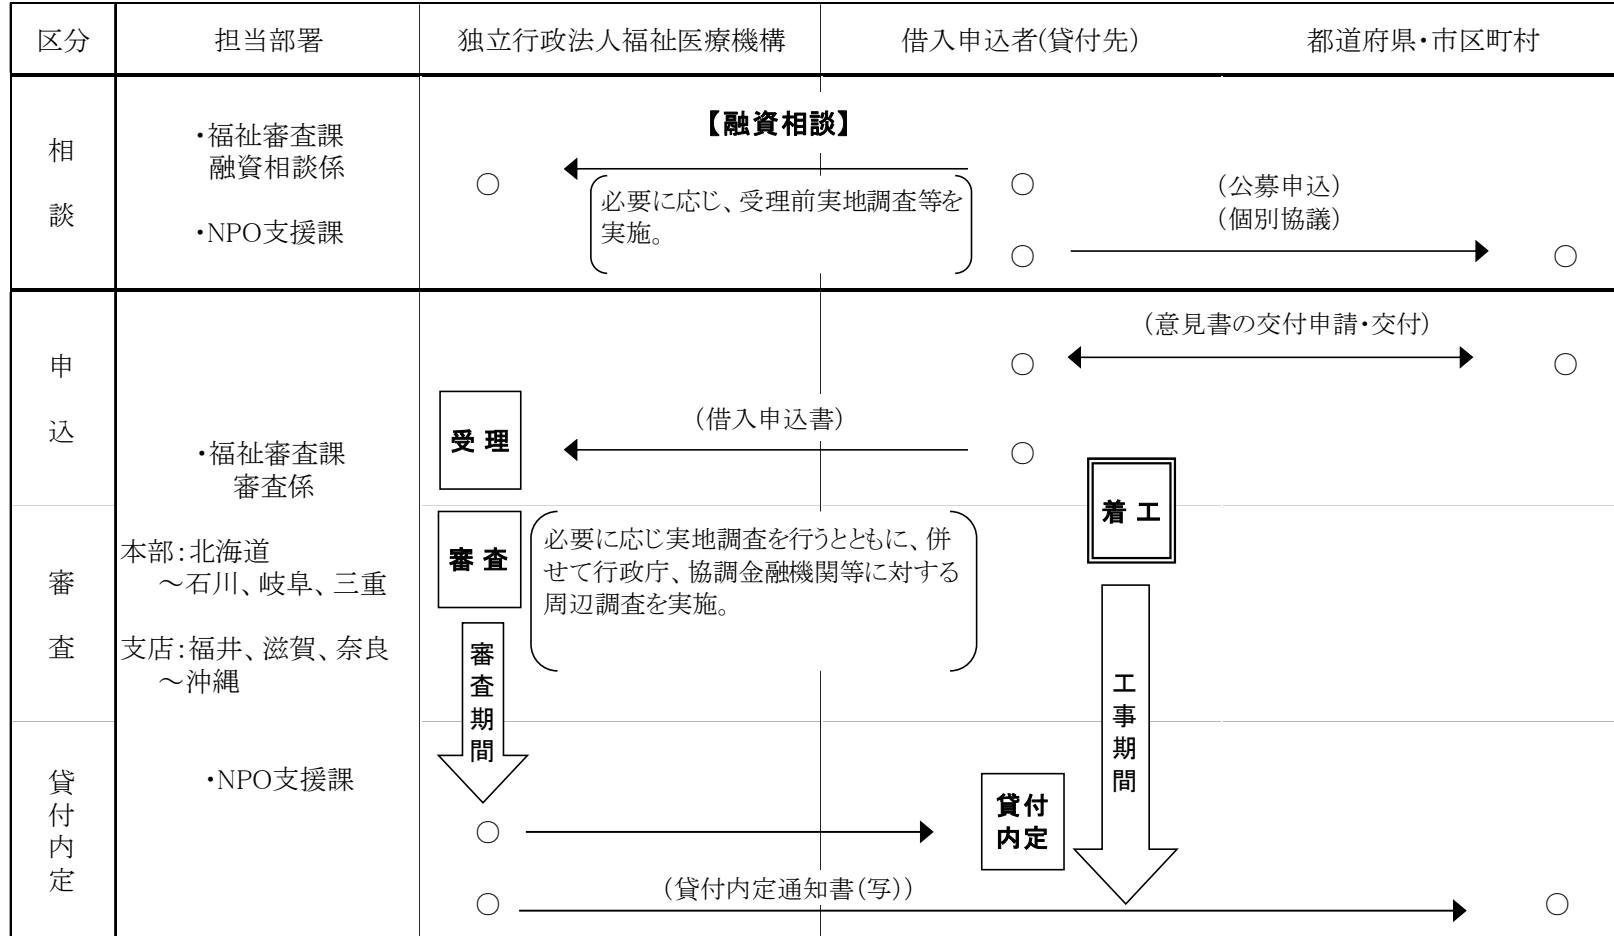 区分
担当部署
独立行政法人福祉医療機構
借入申込者(貸付先)
都道府県・市区町村
相談
・福祉審査課
融資相談係
・NPO支援課
【融資相談】
○
必要に応じ、受理前実地調査等を
実施。
○
○
(公募申込)
(個別協議)
○
申込
・福祉審査課
審査係
(意見書の交付申請・交付)
○
○
受理
(借入申込書)
○
着工
審査
本部:北海道
～石川、岐阜、三重
支店:福井、滋賀、奈良
～沖縄
審査
必要に応じ実地調査を行うとともに、併
せて行政庁、協調金融機関等に対する
周辺調査を実施。
審査期間
工事期間
貸付内定
・NPO支援課
○
貸付
内定
○
(貸付内定通知書(写))
○